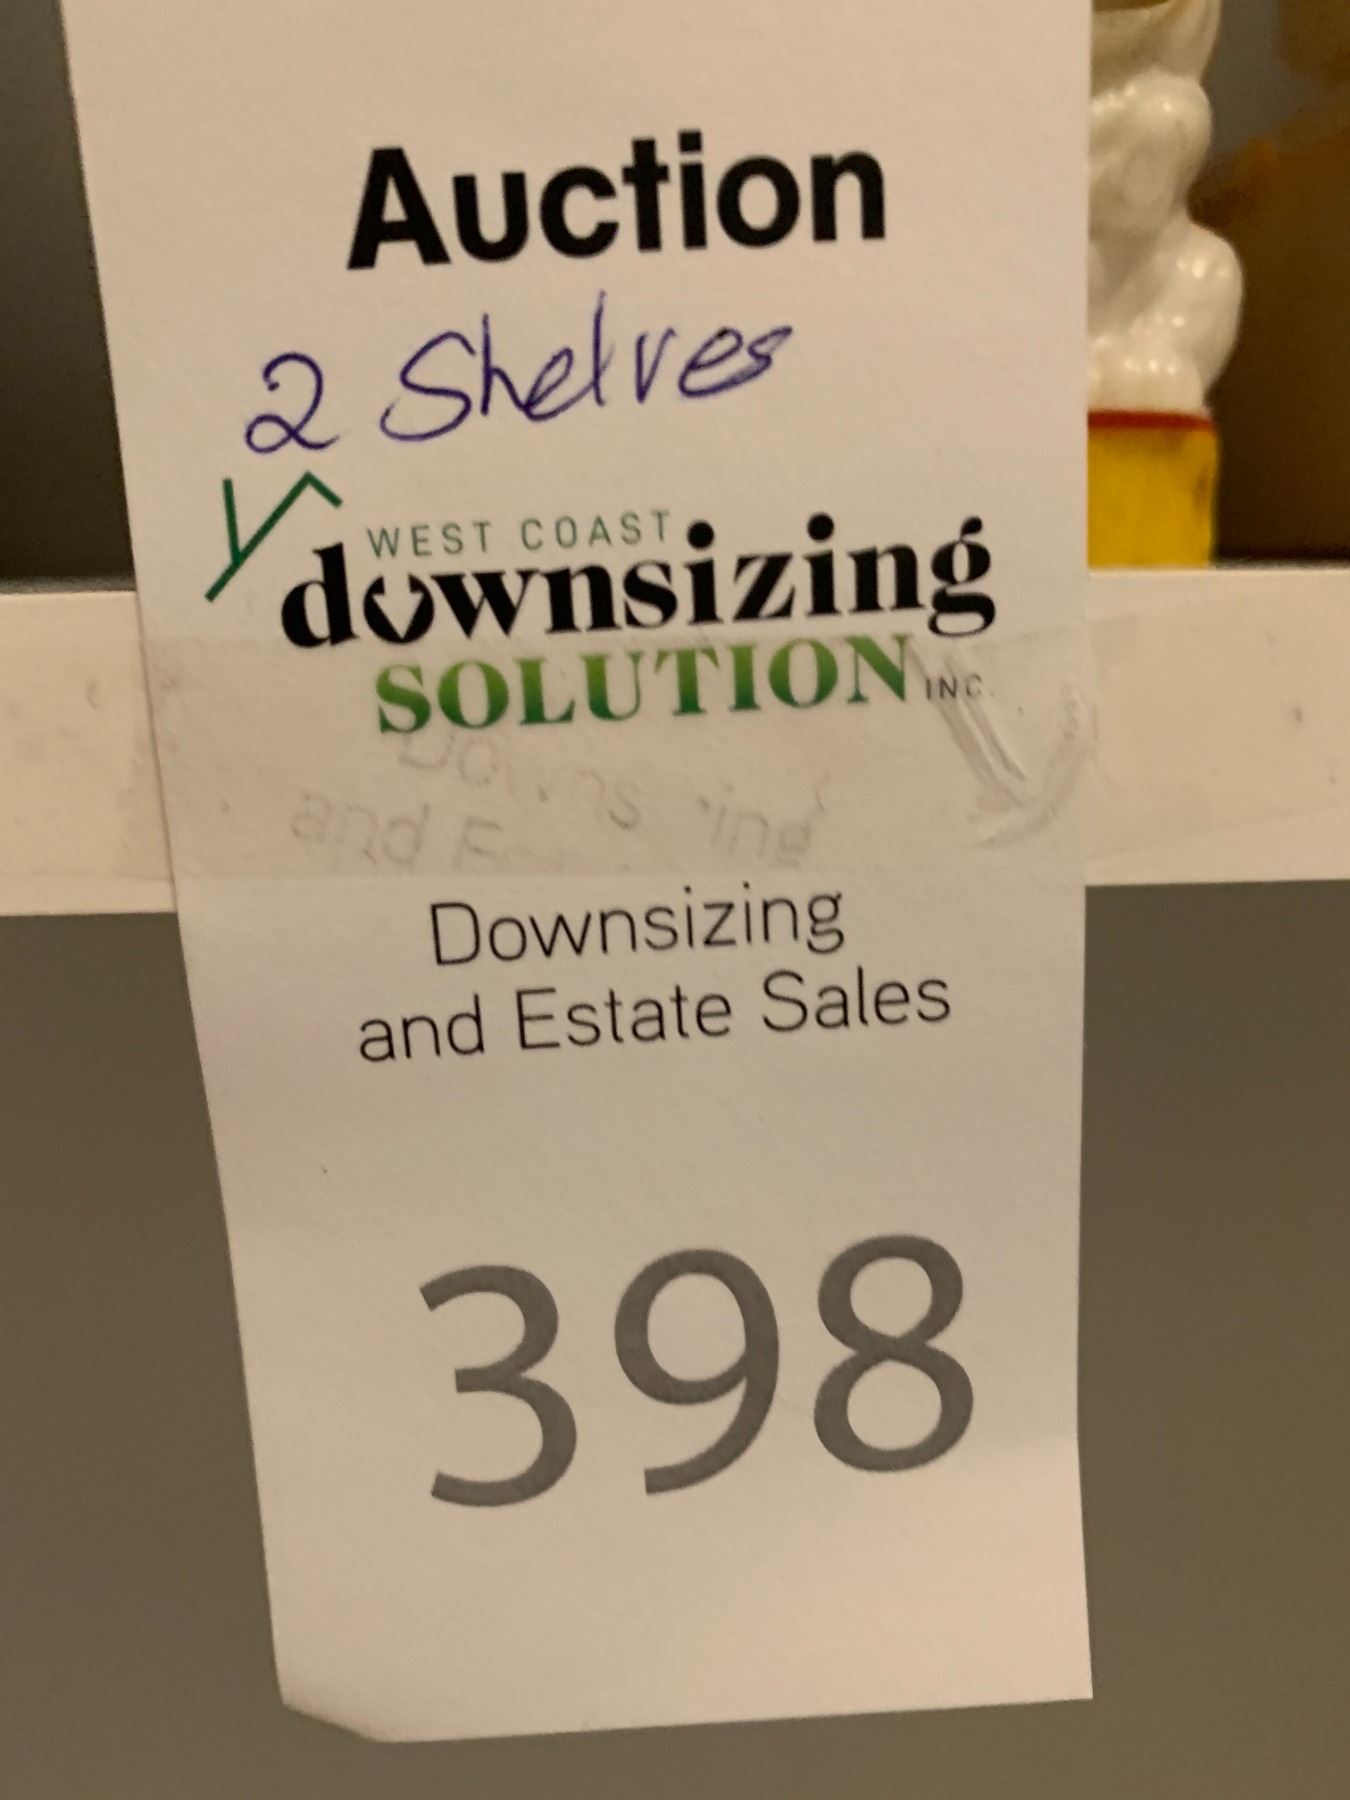 Auction
2 Shelves
WEST COAST
downsizing
SOLUTION INC.
Downsizing
and Estate Sales
398